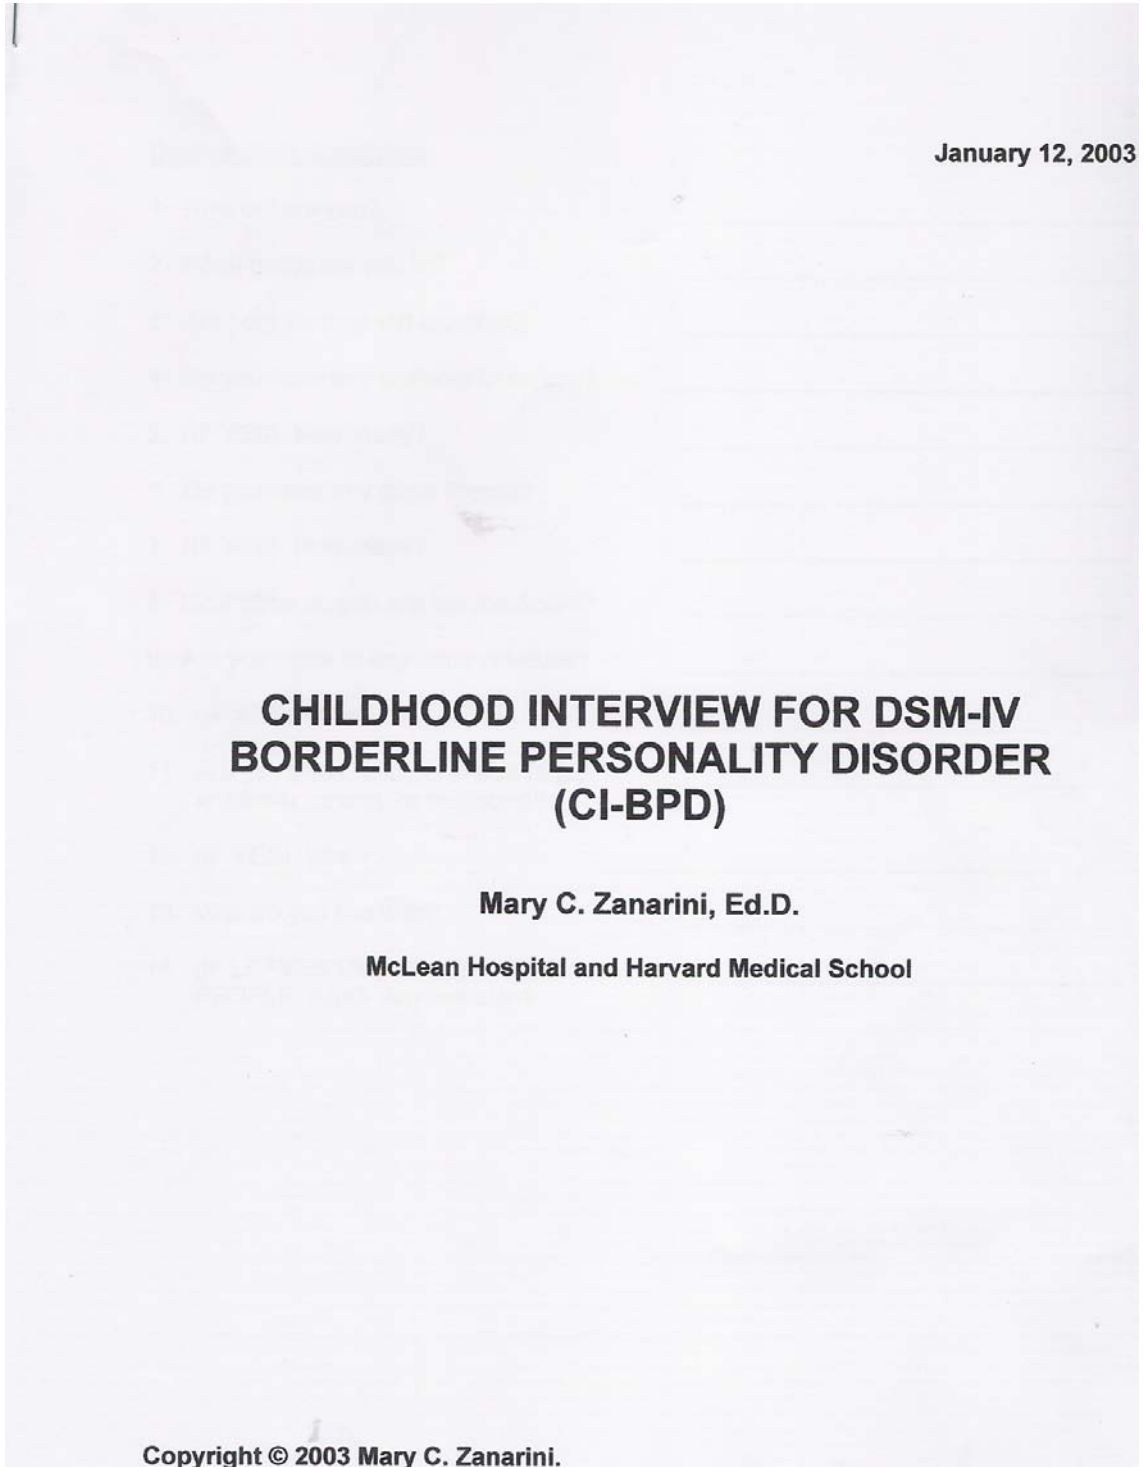 January 12, 2003
CHILDHOOD INTERVIEW FOR DSM-IV
BORDERLINE PERSONALITY DISORDER
(CI-BPD)
Mary C. Zanarini, Ed.D.
McLean Hospital and Harvard Medical School
Copyright © 2003 Mary C. Zanarini.